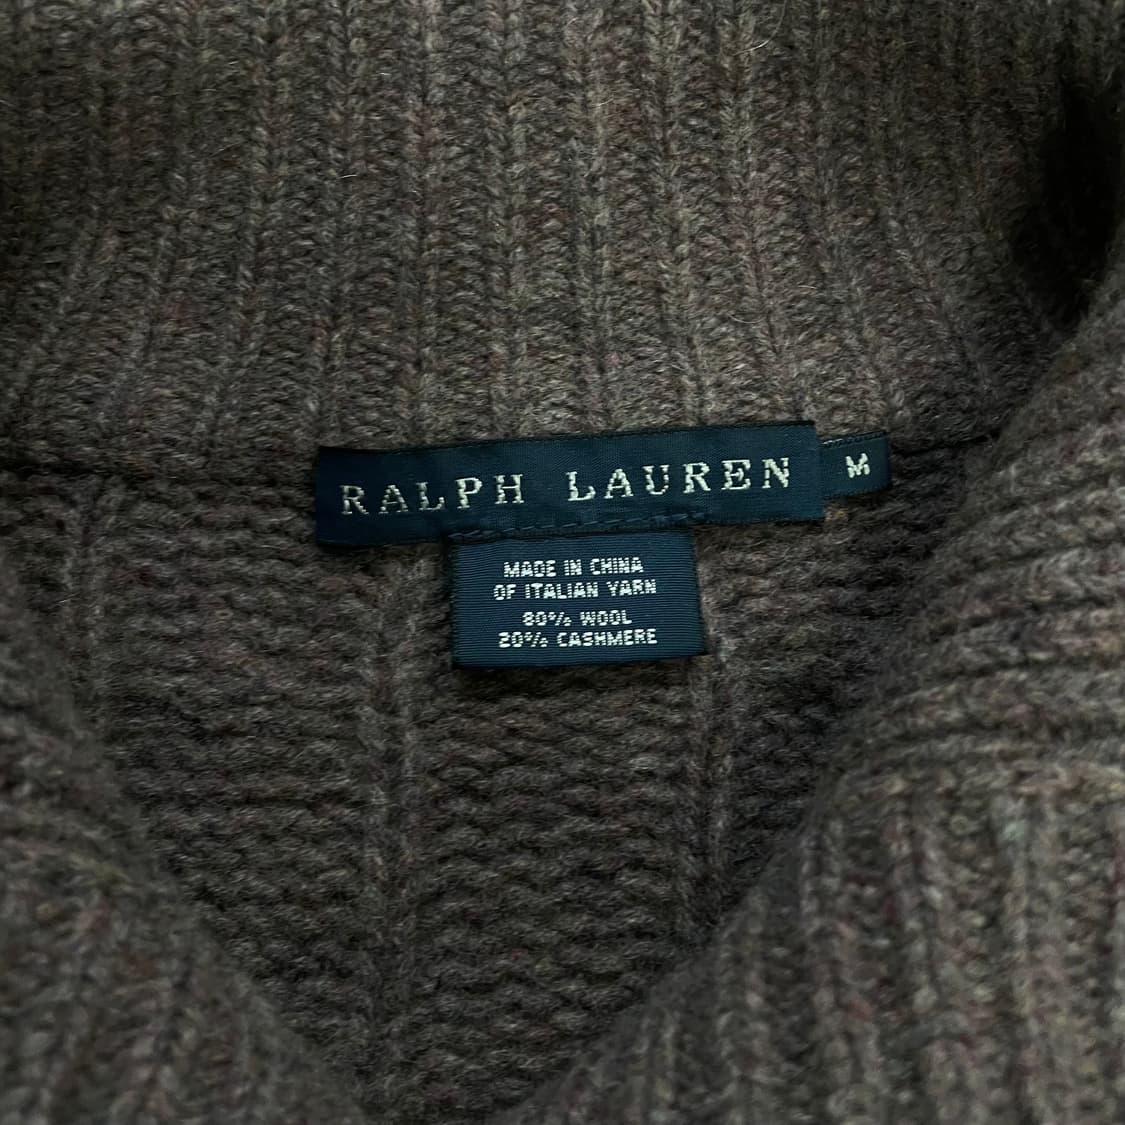 RALPH LAUREN
M
MADE IN CHINA
OF ITALIAN YARN
80% WOOL
20% CASHMERE